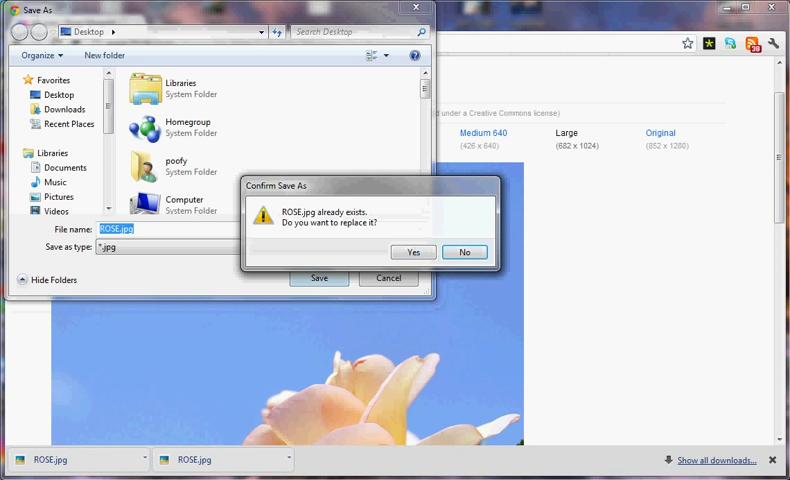 Save As
Desktop
Search Desktop
Organize
New folder
Favorites
Desktop
Downloads
Recent Places
Libraries
Documents
Music
Pictures
Videos
Libraries
System Folder
Homegroup
System Folder
poofy
System Folder
Computer
System Folder
File name:
ROSE.jpg
Save as type:
*.jpg
Hide Folders
Save
Cancel
Confirm Save As
ROSE.jpg already exists.
Do you want to replace it?
Yes
No
38
under a Creative Commons license)
Medium 640
(426 x 640)
Large
(682 x 1024)
Original
(852 x 1280)
ROSE.jpg
ROSE.jpg
Show all downloads...